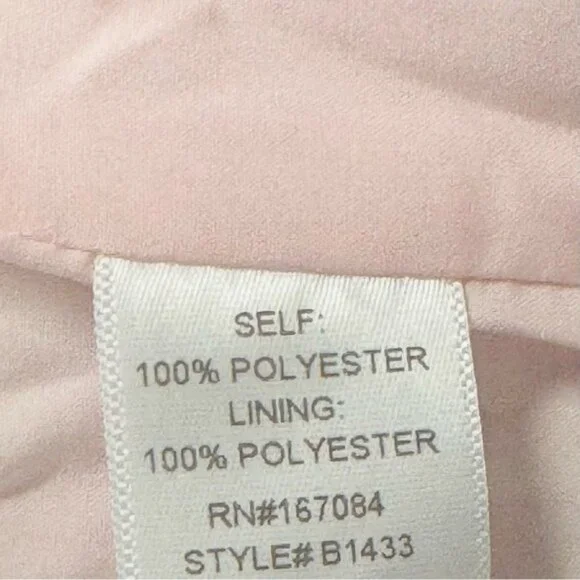 SELF:
100% POLYESTER
LINING:
100% POLYESTER
RN#167084
STYLE# B1433